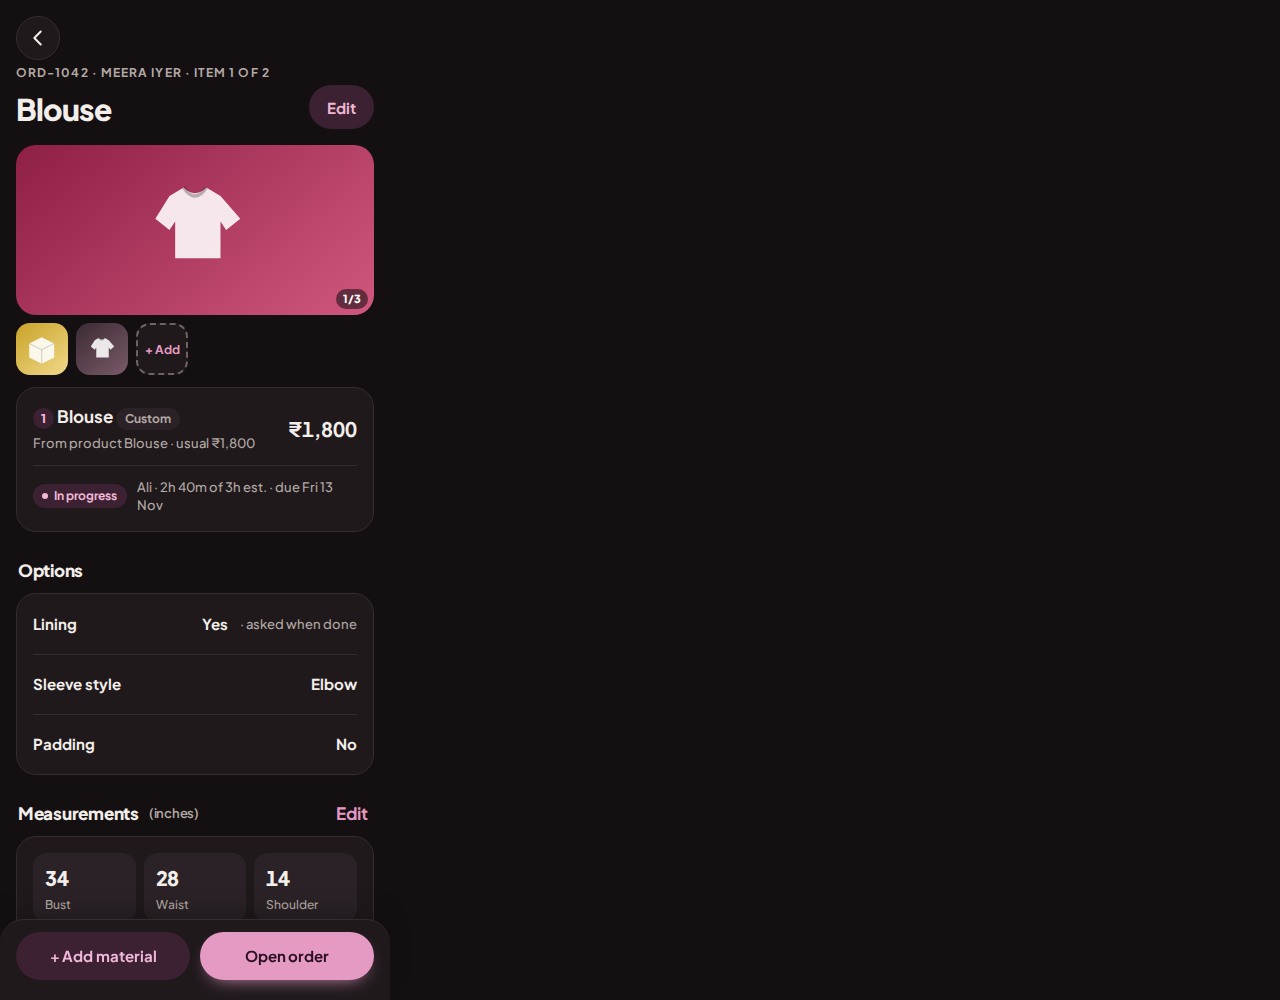 ORD-1042 · MEERA IYER · ITEM 1 OF 2
Blouse
Edit
1/3
+ Add
1 Blouse Custom
₹1,800
From product Blouse · usual ₹1,800
In progress
Ali · 2h 40m of 3h est. · due Fri 13
Nov
Options
Lining Yes · asked when done
Sleeve style Elbow
Padding No
Measurements (inches) Edit
34 28 14
Bust Waist Shoulder
+ Add material Open order